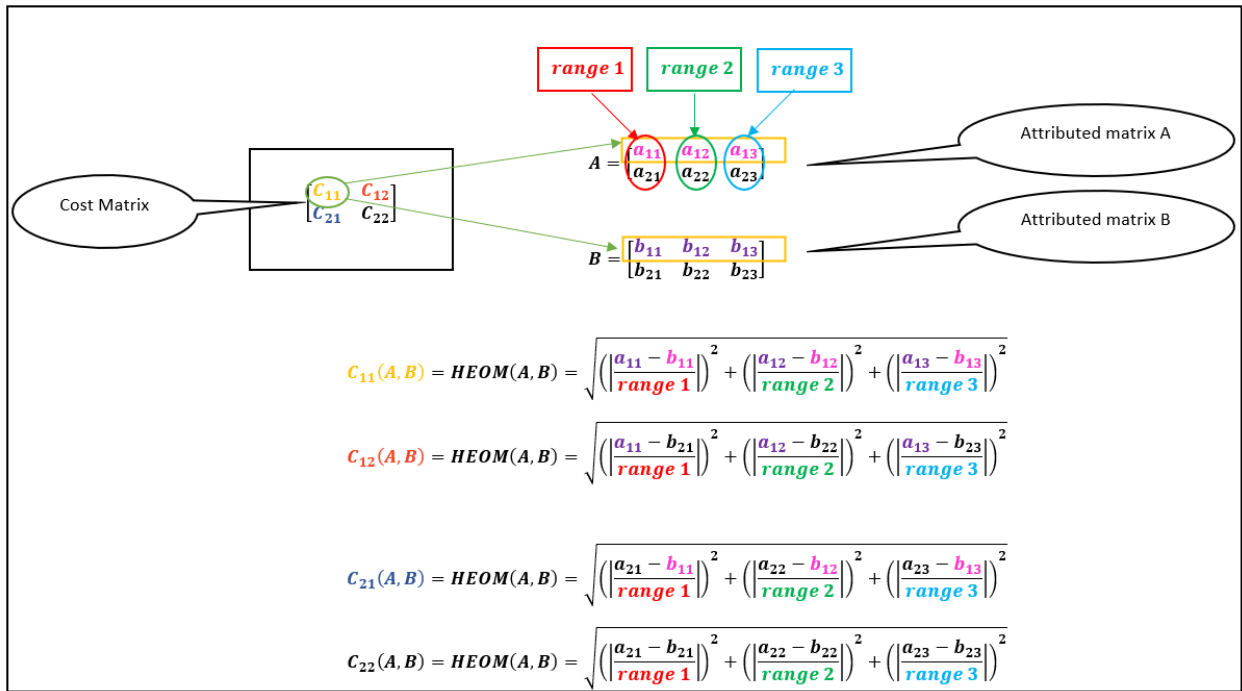 range 1 range 2 range 3
Attributed matrix A
A = [a₁₁ a₁₂ a₁₃
a₂₁ a₂₂ a₂₃]
Cost Matrix
[C₁₁ C₁₂
C₂₁ C₂₂]
Attributed matrix B
B = [b₁₁ b₁₂ b₁₃
b₂₁ b₂₂ b₂₃]
C₁₁(A, B) = HEOM(A, B) = √((|a₁₁ − b₁₁ / range 1|)² + (|a₁₂ − b₁₂ / range 2|)² + (|a₁₃ − b₁₃ / range 3|)²)
C₁₂(A, B) = HEOM(A, B) = √((|a₁₁ − b₂₁ / range 1|)² + (|a₁₂ − b₂₂ / range 2|)² + (|a₁₃ − b₂₃ / range 3|)²)
C₂₁(A, B) = HEOM(A, B) = √((|a₂₁ − b₁₁ / range 1|)² + (|a₂₂ − b₁₂ / range 2|)² + (|a₂₃ − b₁₃ / range 3|)²)
C₂₂(A, B) = HEOM(A, B) = √((|a₂₁ − b₂₁ / range 1|)² + (|a₂₂ − b₂₂ / range 2|)² + (|a₂₃ − b₂₃ / range 3|)²)